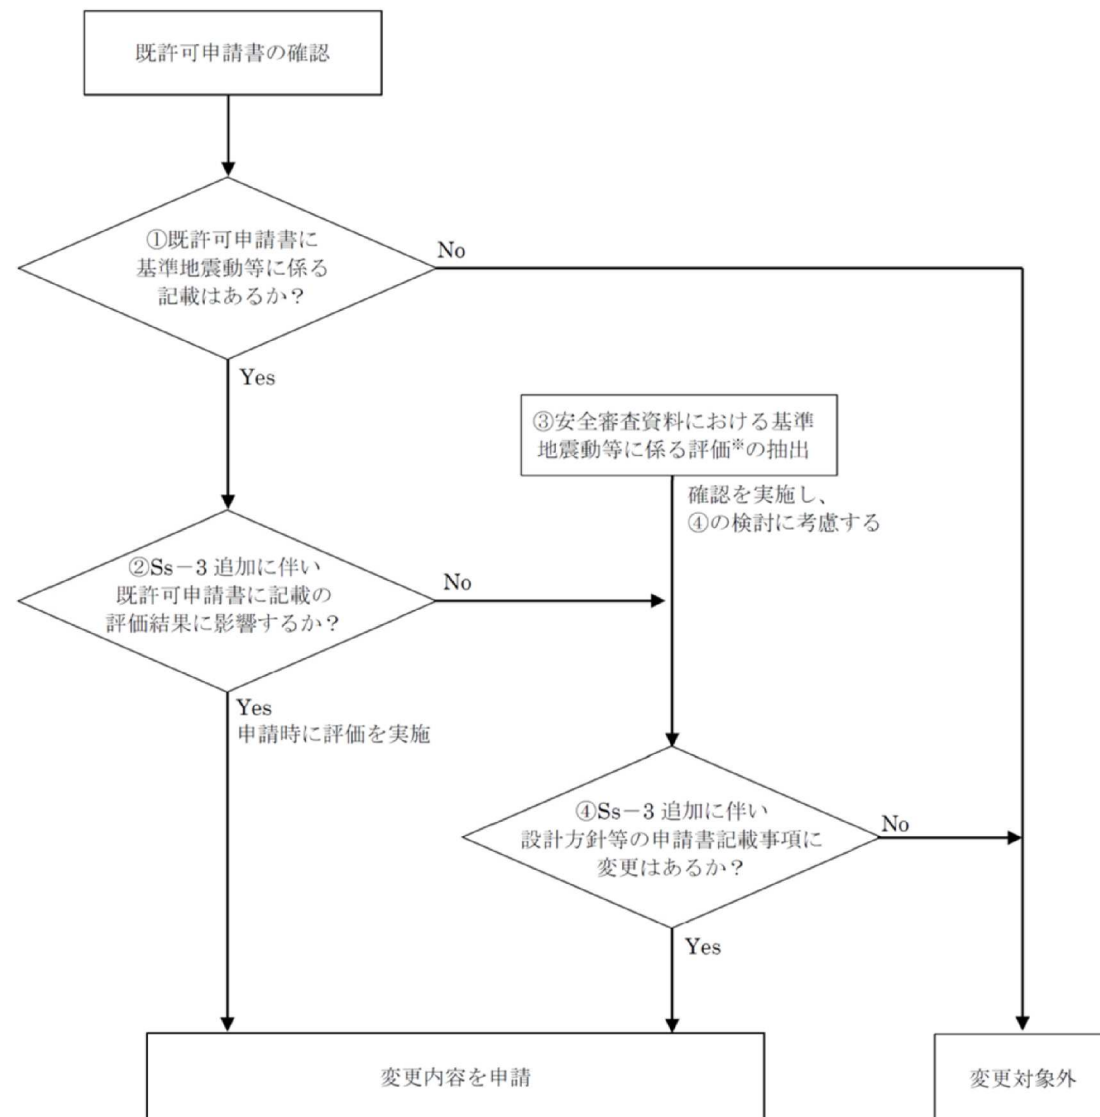 既許可申請書の確認
①既許可申請書に
基準地震動等に係る
記載はあるか？
No
Yes
③安全審査資料における基準
地震動等に係る評価※の抽出
確認を実施し、
④の検討に考慮する
②Ss－3 追加に伴い
既許可申請書に記載の
評価結果に影響するか？
No
Yes
申請時に評価を実施
④Ss－3 追加に伴い
設計方針等の申請書記載事項に
変更はあるか？
No
Yes
変更内容を申請
変更対象外